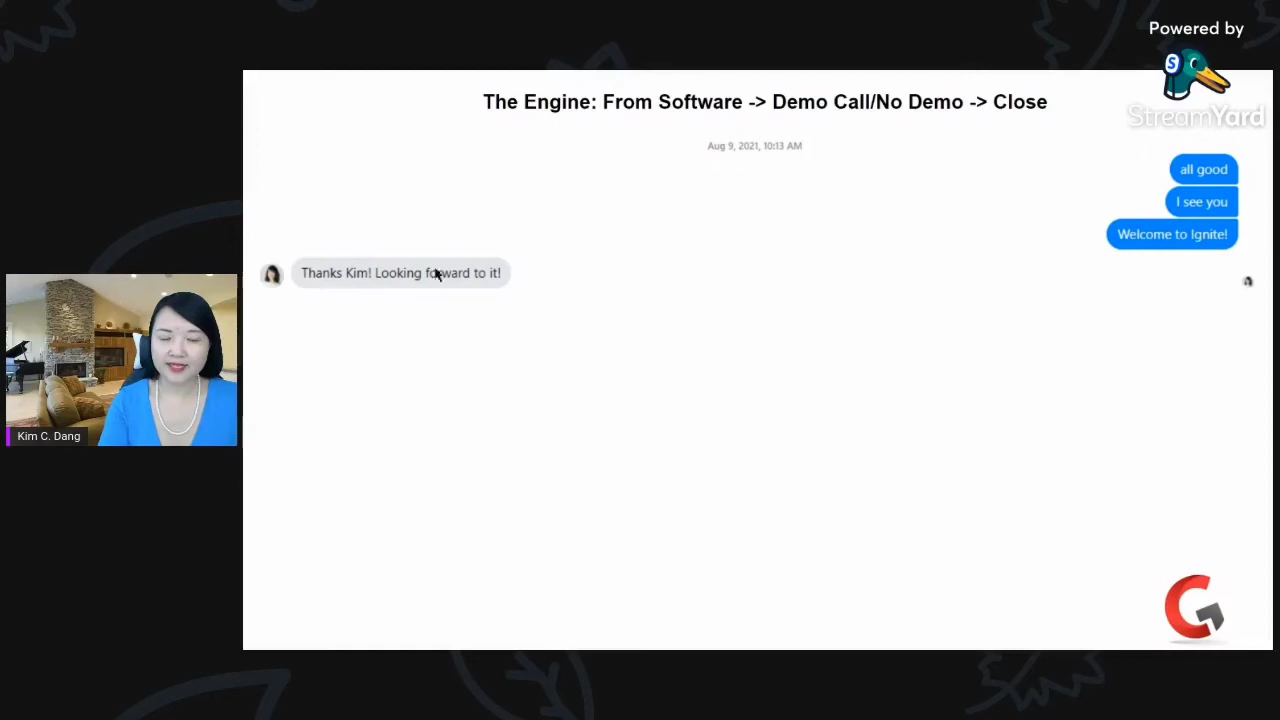 Powered by
StreamYard
The Engine: From Software -> Demo Call/No Demo -> Close
Aug 9, 2021, 10:13 AM
all good
I see you
Welcome to Ignite!
Thanks Kim! Looking forward to it!
Kim C. Dang